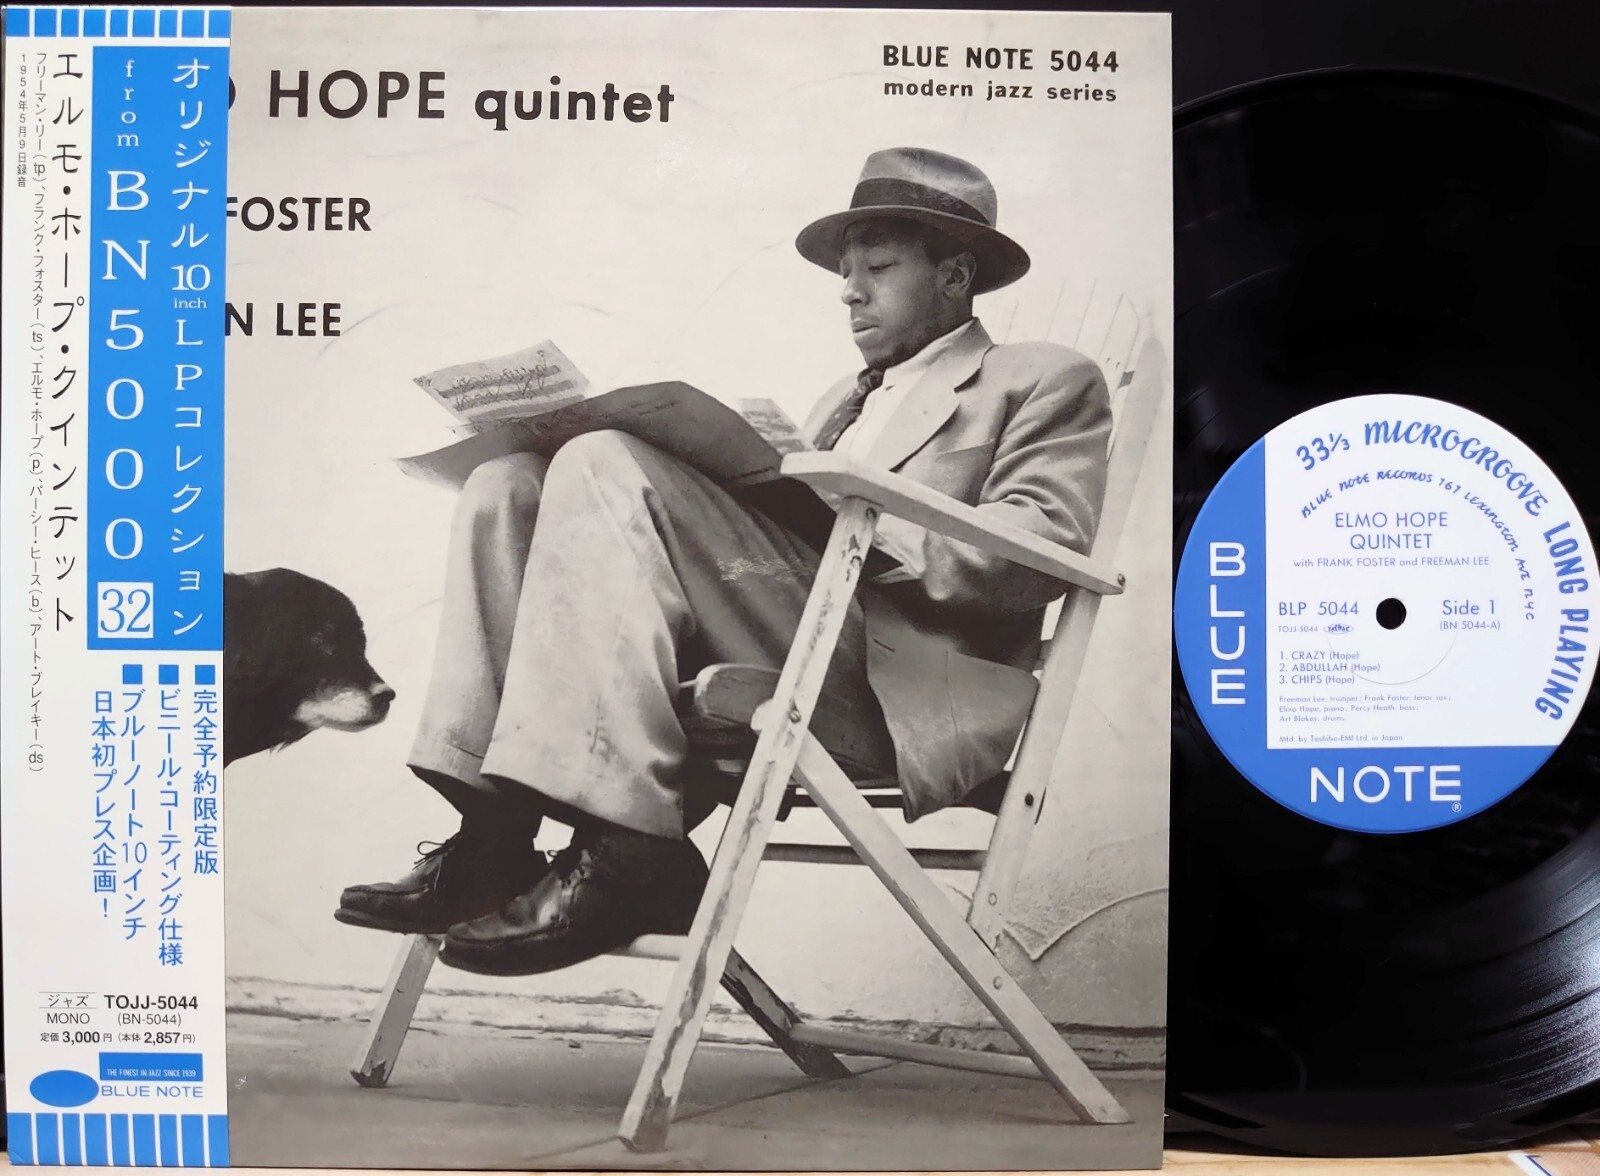 オリジナル10inch LPコレクション
from BN5000 32
エルモ・ホープ・クインテット
フリーマン・リー(tp)、フランク・フォスター(ts)、エルモ・ホープ(p)、パーシー・ヒース(b)、アート・ブレイキー(ds)
1954年5月9日録音
■完全予約限定版
■ビニール・コーティング仕様
■ブルーノート10インチ
日本初プレス企画！
ジャズ TOJJ-5044
MONO (BN-5044)
定価3,000円(本体2,857円)
THE FINEST IN JAZZ SINCE 1939
BLUE NOTE
HOPE quintet
FOSTER
N LEE
BLUE NOTE 5044
modern jazz series
33⅓ MICROGROOVE LONG PLAYING
BLUE NOTE RECORDS 767 LEXINGTON AVE NYC
ELMO HOPE
QUINTET
with FRANK FOSTER and FREEMAN LEE
BLP 5044 Side 1
TOJJ-5044 (BN 5044-A)
1. CRAZY (Hope)
2. ABDULLAH (Hope)
3. CHIPS (Hope)
Freeman Lee, trumpet; Frank Foster, tenor sax;
Elmo Hope, piano; Percy Heath, bass;
Art Blakey, drums.
Mfd. by Toshiba-EMI Ltd. in Japan
BLUE
NOTE®